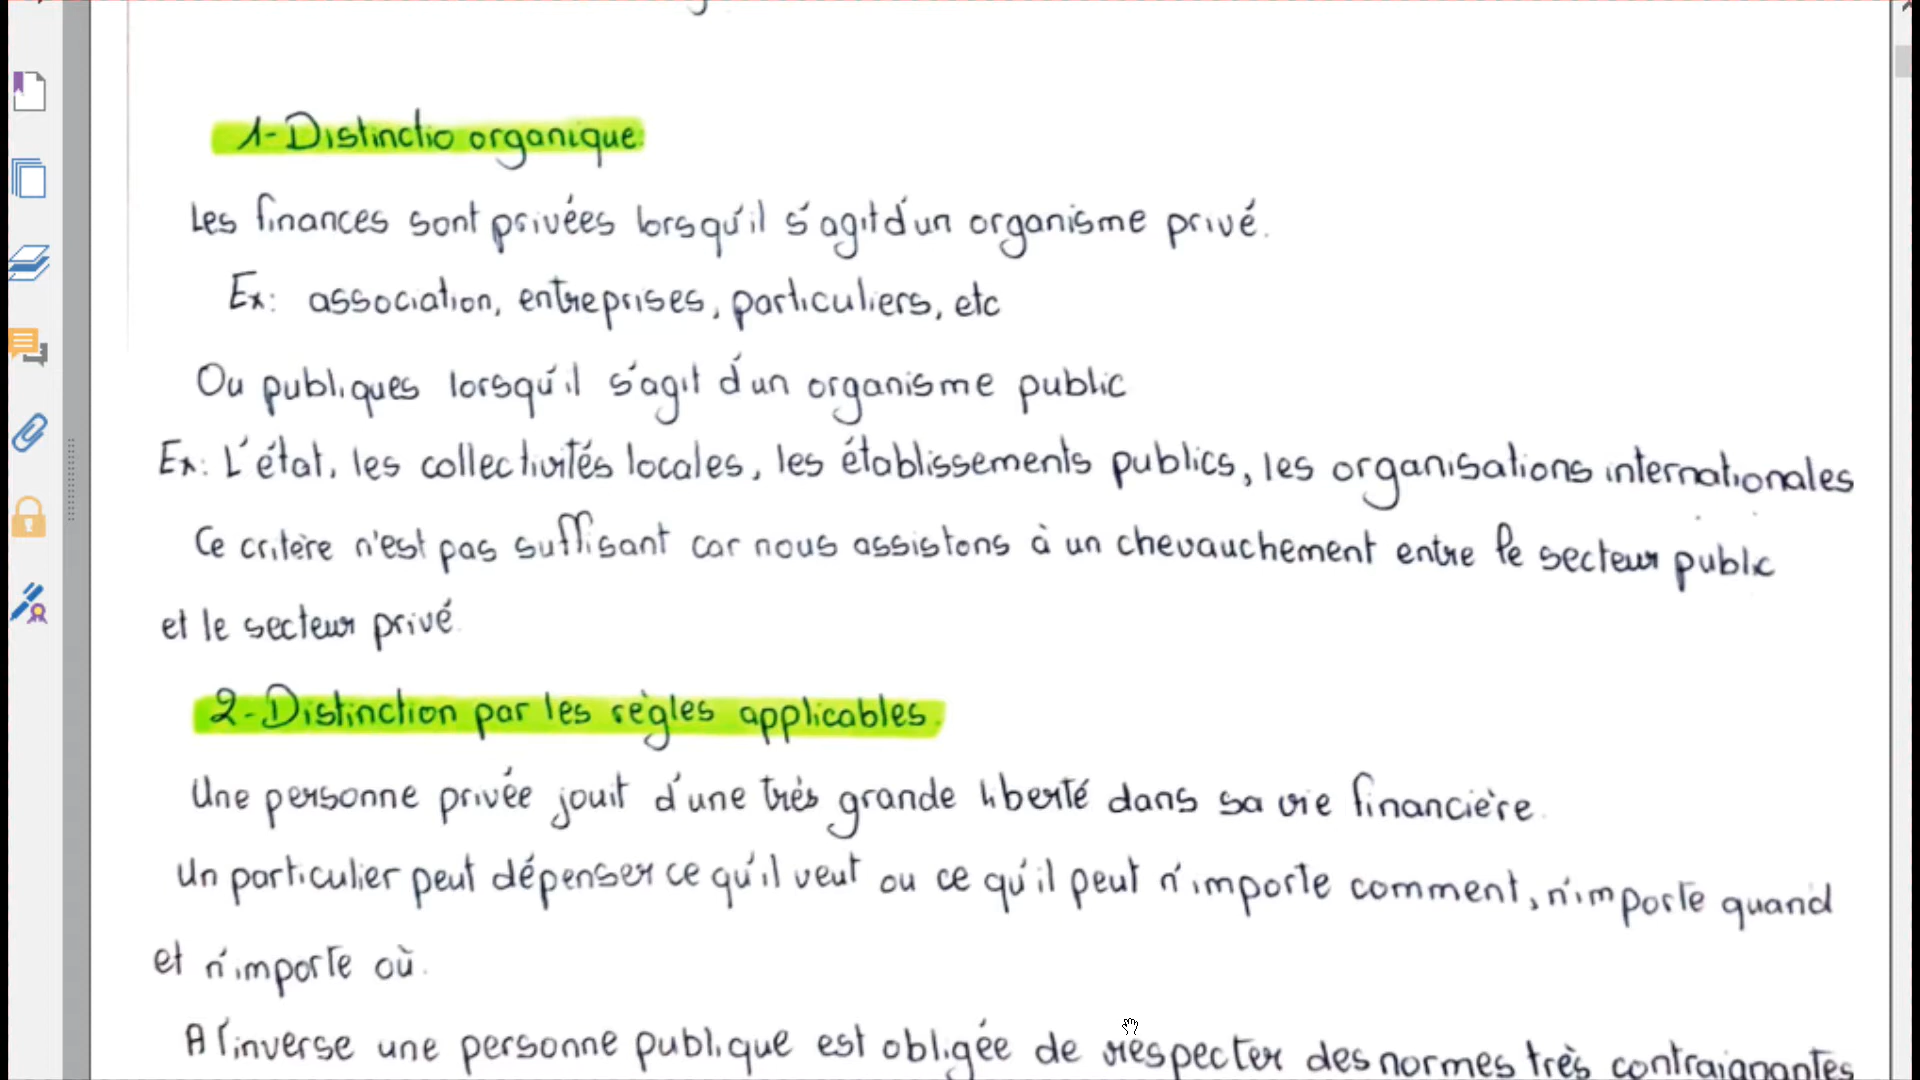 1- Distinctio organique.
Les finances sont privées lorsqu'il s'agit d'un organisme privé.
Ex: association, entreprises, particuliers, etc
Ou publiques lorsqu'il s'agit d'un organisme public
Ex: L'état, les collectivités locales, les établissements publics, les organisations internationales
Ce critère n'est pas suffisant car nous assistons à un chevauchement entre le secteur public
et le secteur privé.
2- Distinction par les règles applicables.
Une personne privée jouit d'une très grande liberté dans sa vie financière.
Un particulier peut dépenser ce qu'il veut ou ce qu'il peut n'importe comment, n'importe quand
et n'importe où.
A l'inverse une personne publique est obligée de respecter des normes très contraignantes